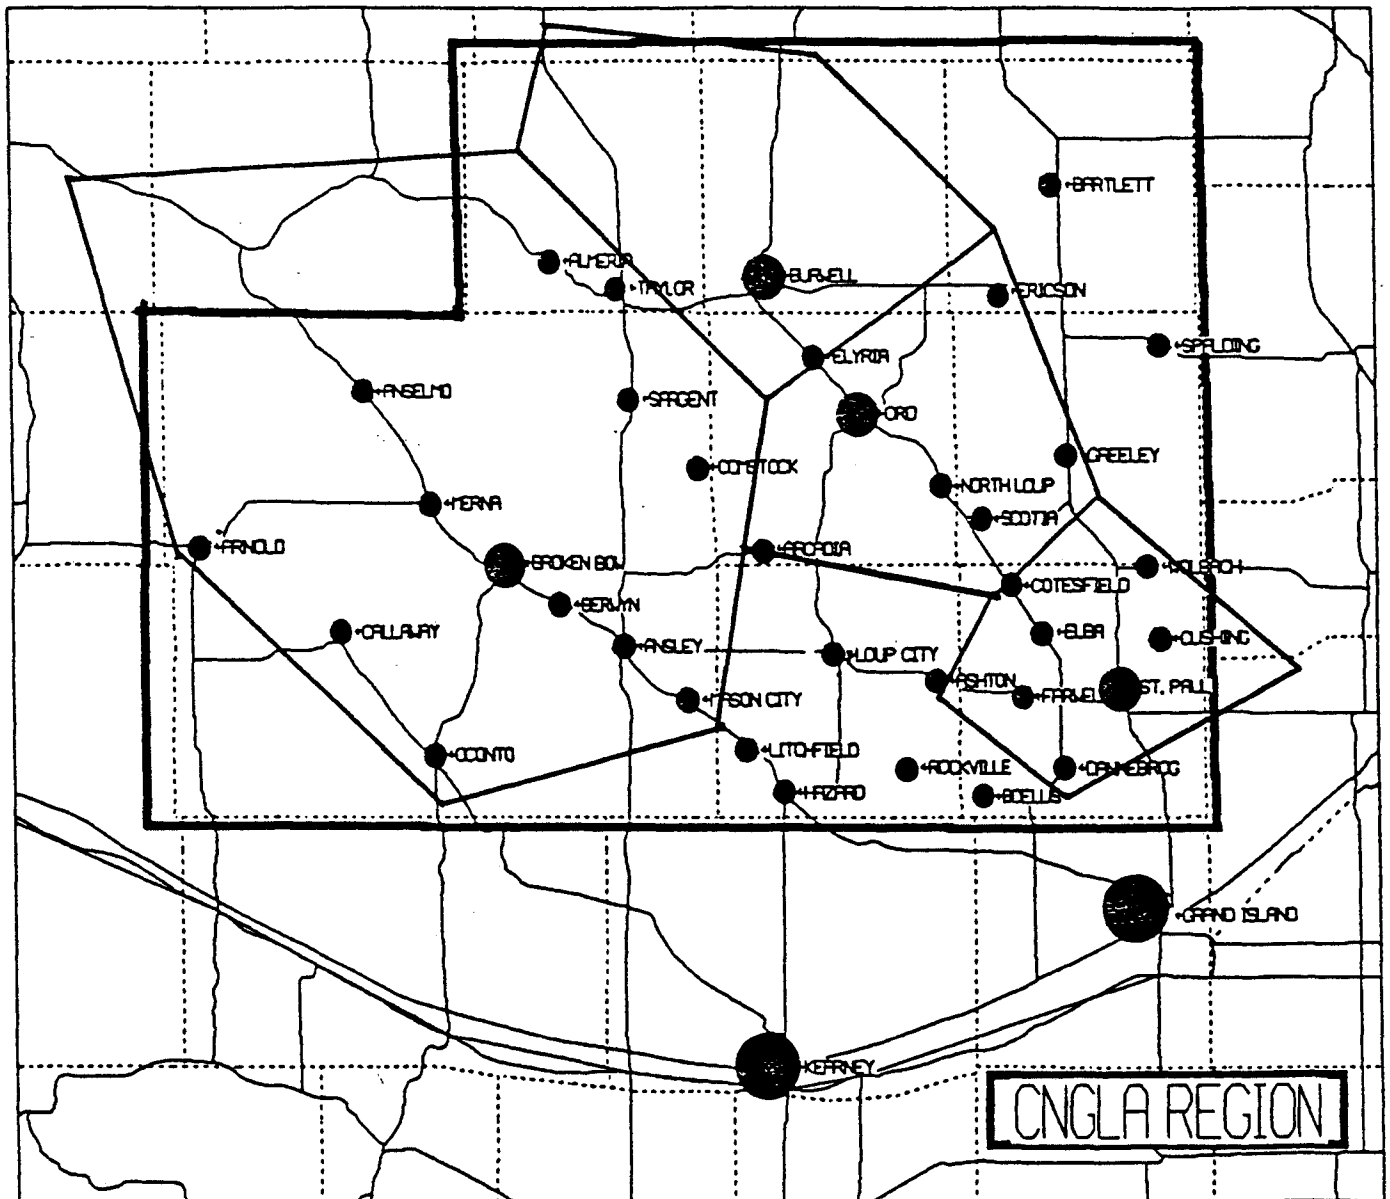 BARTLETT
ALMERIA
BURWELL
TAYLOR
ERICSON
SPALDING
ELYRIA
ANSELMO
SARGENT
ORD
GREELEY
COMSTOCK
NORTH LOUP
MERNA
SCOTIA
ARNOLD
ARCADIA
BROKEN BOW
WOLBACH
COTESFIELD
BERWYN
CALLAWAY
ELBA
CUSHING
ANSLEY
LOUP CITY
ASHTON
ST. PAUL
FARWELL
MASON CITY
LITCHFIELD
OCONTO
ROCKVILLE
DANNEBROG
HAZARD
BOELUS
GRAND ISLAND
KEARNEY
CNGLA REGION